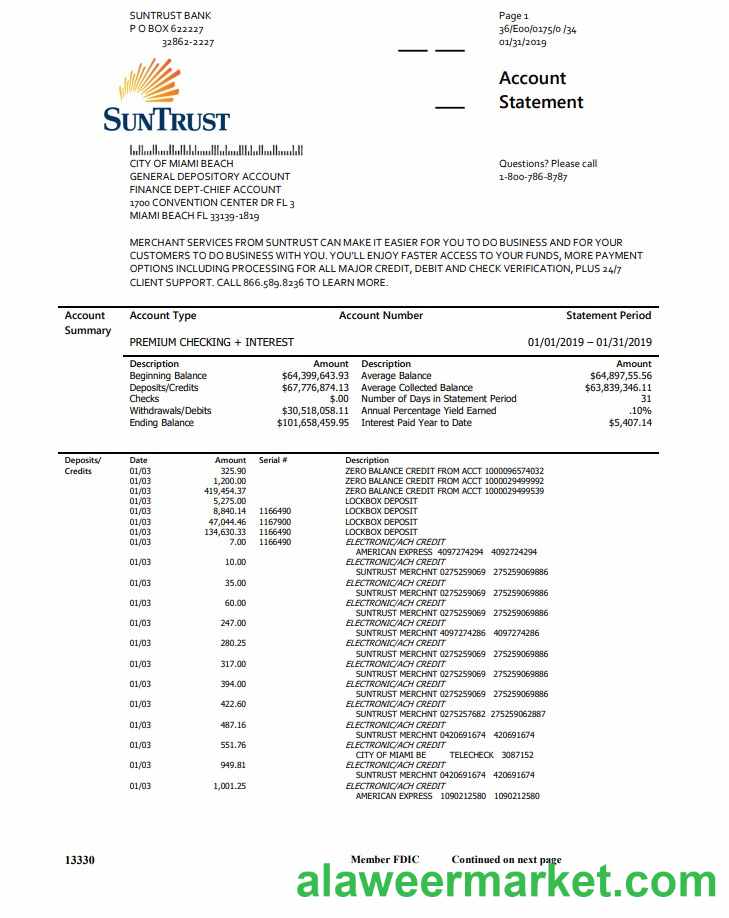 SUNTRUST BANK
P O BOX 622227
32862-2227
Page 1
36/E00/0175/0 /34
01/31/2019
Account
Statement
SUNTRUST
CITY OF MIAMI BEACH
GENERAL DEPOSITORY ACCOUNT
FINANCE DEPT-CHIEF ACCOUNT
1700 CONVENTION CENTER DR FL 3
MIAMI BEACH FL 33139-1819
Questions? Please call
1-800-786-8787
MERCHANT SERVICES FROM SUNTRUST CAN MAKE IT EASIER FOR YOU TO DO BUSINESS AND FOR YOUR
CUSTOMERS TO DO BUSINESS WITH YOU. YOU'LL ENJOY FASTER ACCESS TO YOUR FUNDS, MORE PAYMENT
OPTIONS INCLUDING PROCESSING FOR ALL MAJOR CREDIT, DEBIT AND CHECK VERIFICATION, PLUS 24/7
CLIENT SUPPORT. CALL 866.589.8236 TO LEARN MORE.
Account Summary
Account Type Account Number Statement Period
PREMIUM CHECKING + INTEREST 01/01/2019 – 01/31/2019
Description Amount Description Amount
Beginning Balance $64,399,643.93 Average Balance $64,897,55.56
Deposits/Credits $67,776,874.13 Average Collected Balance $63,839,346.11
Checks $.00 Number of Days in Statement Period 31
Withdrawals/Debits $30,518,058.11 Annual Percentage Yield Earned .10%
Ending Balance $101,658,459.95 Interest Paid Year to Date $5,407.14
Deposits/ Credits
Date Amount Serial # Description
01/03 325.90 ZERO BALANCE CREDIT FROM ACCT 1000096574032
01/03 1,200.00 ZERO BALANCE CREDIT FROM ACCT 1000029499992
01/03 419,454.37 ZERO BALANCE CREDIT FROM ACCT 1000029499539
01/03 5,275.00 LOCKBOX DEPOSIT
01/03 8,840.14 1166490 LOCKBOX DEPOSIT
01/03 47,044.46 1167900 LOCKBOX DEPOSIT
01/03 134,630.33 1166490 LOCKBOX DEPOSIT
01/03 7.00 1166490 ELECTRONIC/ACH CREDIT
AMERICAN EXPRESS 4097274294 4092724294
01/03 10.00 ELECTRONIC/ACH CREDIT
SUNTRUST MERCHNT 0275259069 275259069886
01/03 35.00 ELECTRONIC/ACH CREDIT
SUNTRUST MERCHNT 0275259069 275259069886
01/03 60.00 ELECTRONIC/ACH CREDIT
SUNTRUST MERCHNT 0275259069 275259069886
01/03 247.00 ELECTRONIC/ACH CREDIT
SUNTRUST MERCHNT 4097274286 4097274286
01/03 280.25 ELECTRONIC/ACH CREDIT
SUNTRUST MERCHNT 0275259069 275259069886
01/03 317.00 ELECTRONIC/ACH CREDIT
SUNTRUST MERCHNT 0275259069 275259069886
01/03 394.00 ELECTRONIC/ACH CREDIT
SUNTRUST MERCHNT 0275259069 275259069886
01/03 422.60 ELECTRONIC/ACH CREDIT
SUNTRUST MERCHNT 0275257682 275259062887
01/03 487.16 ELECTRONIC/ACH CREDIT
SUNTRUST MERCHNT 0420691674 420691674
01/03 551.76 ELECTRONIC/ACH CREDIT
CITY OF MIAMI BE TELECHECK 3087152
01/03 949.81 ELECTRONIC/ACH CREDIT
SUNTRUST MERCHNT 0420691674 420691674
01/03 1,001.25 ELECTRONIC/ACH CREDIT
AMERICAN EXPRESS 1090212580 1090212580
13330 Member FDIC Continued on next page
alaweermarket.com